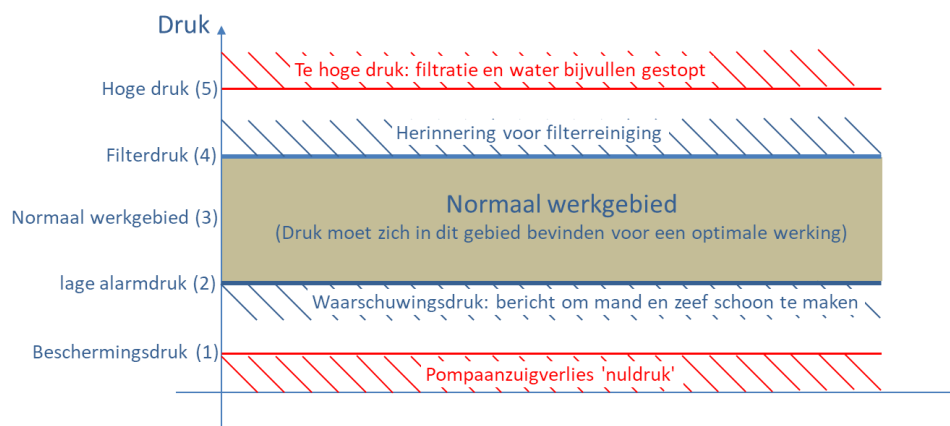 Druk
Te hoge druk: filtratie en water bijvullen gestopt
Hoge druk (5)
Herinnering voor filterreiniging
Filterdruk (4)
Normaal werkgebied
Normaal werkgebied (3)
(Druk moet zich in dit gebied bevinden voor een optimale werking)
lage alarmdruk (2)
Waarschuwingsdruk: bericht om mand en zeef schoon te maken
Beschermingsdruk (1)
Pompaanzuigverlies 'nuldruk'